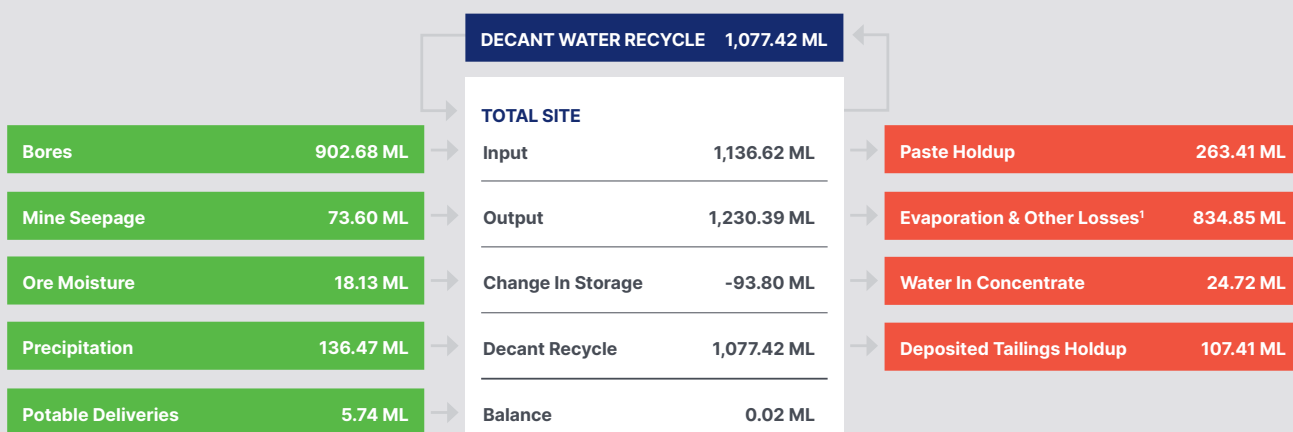 DECANT WATER RECYCLE 1,077.42 ML
TOTAL SITE
Bores 902.68 ML
Input 1,136.62 ML
Paste Holdup 263.41 ML
Mine Seepage 73.60 ML
Output 1,230.39 ML
Evaporation & Other Losses¹ 834.85 ML
Ore Moisture 18.13 ML
Change In Storage -93.80 ML
Water In Concentrate 24.72 ML
Precipitation 136.47 ML
Decant Recycle 1,077.42 ML
Deposited Tailings Holdup 107.41 ML
Potable Deliveries 5.74 ML
Balance 0.02 ML